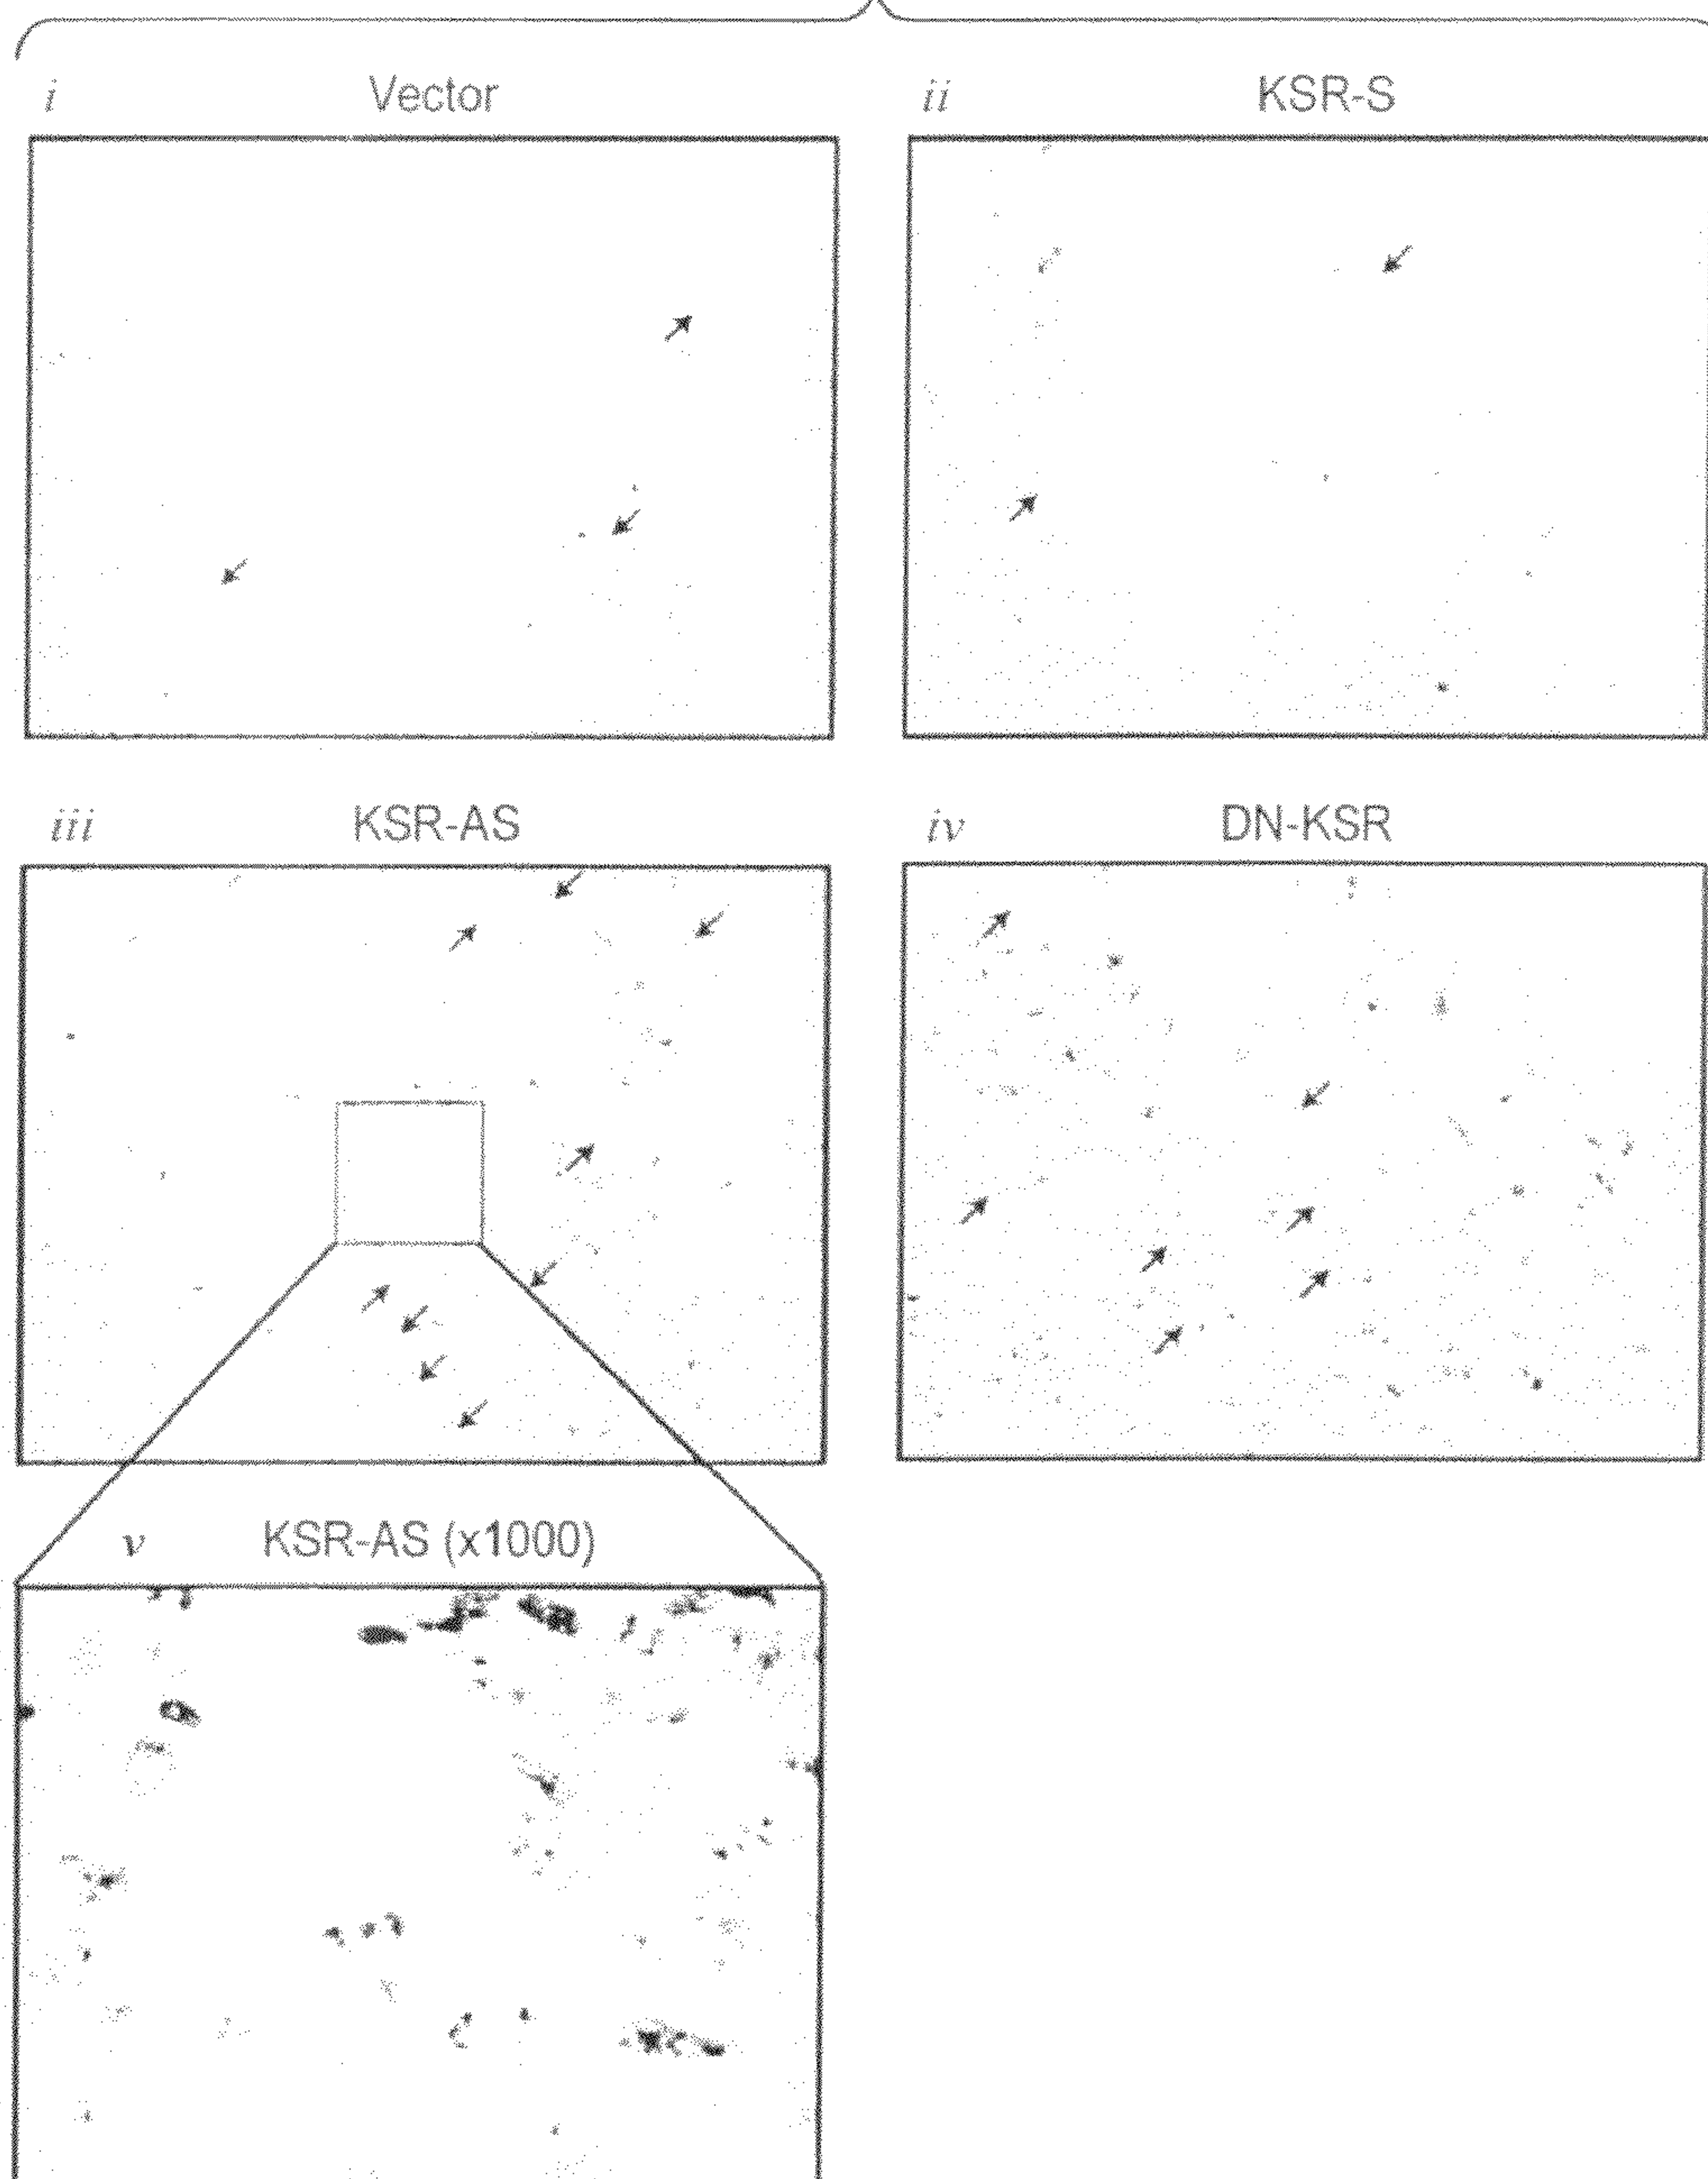 i Vector
ii KSR-S
iii KSR-AS
iv DN-KSR
v KSR-AS (x1000)